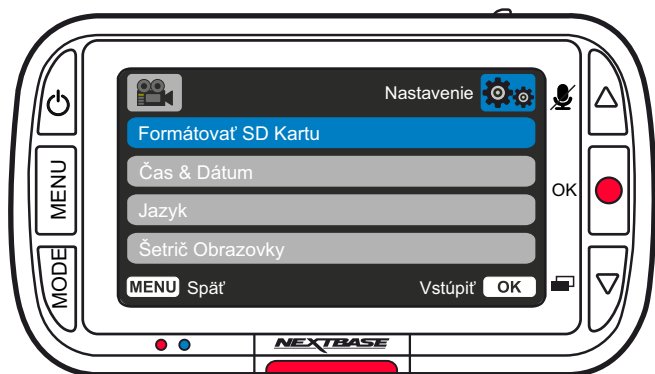 Nastavenie
Formátovať SD Kartu
Čas & Dátum
Jazyk
Šetrič Obrazovky
MENU Späť
Vstúpiť OK
MENU
MODE
OK
NEXTBASE